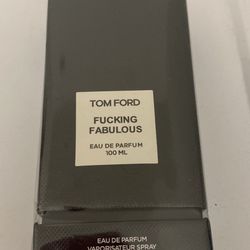 TOM FORD
FUCKING
FABULOUS
EAU DE PARFUM
100 ML
EAU DE PARFUM
VAPORISATEUR SPRAY